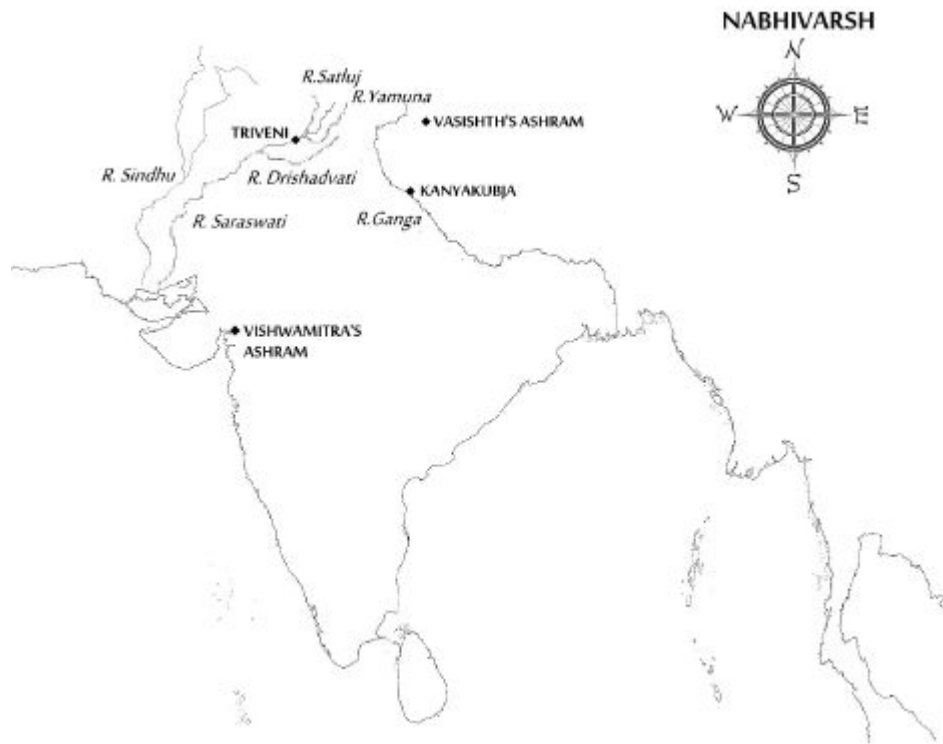 NABHIVARSH
N
W
E
S
R.Satluj
R.Yamuna
TRIVENI
VASISHTH'S ASHRAM
R. Sindhu
R. Drishadvati
KANYAKUBJA
R. Saraswati
R.Ganga
VISHWAMITRA'S
ASHRAM